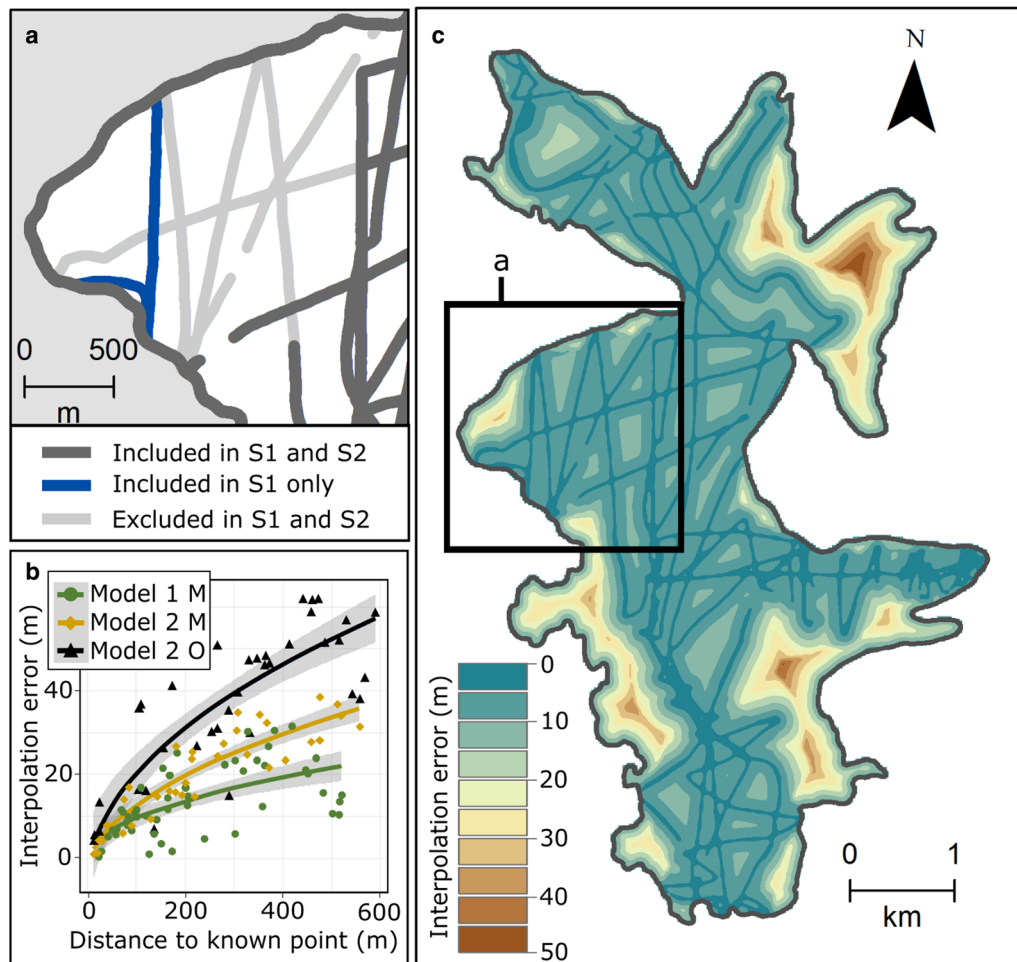 a
0 500
m
Included in S1 and S2
Included in S1 only
Excluded in S1 and S2
b
Model 1 M
Model 2 M
Model 2 O
Interpolation error (m)
40
20
0
0 200 400 600
Distance to known point (m)
c
N
a
Interpolation error (m)
0
10
20
30
40
50
0 1
km